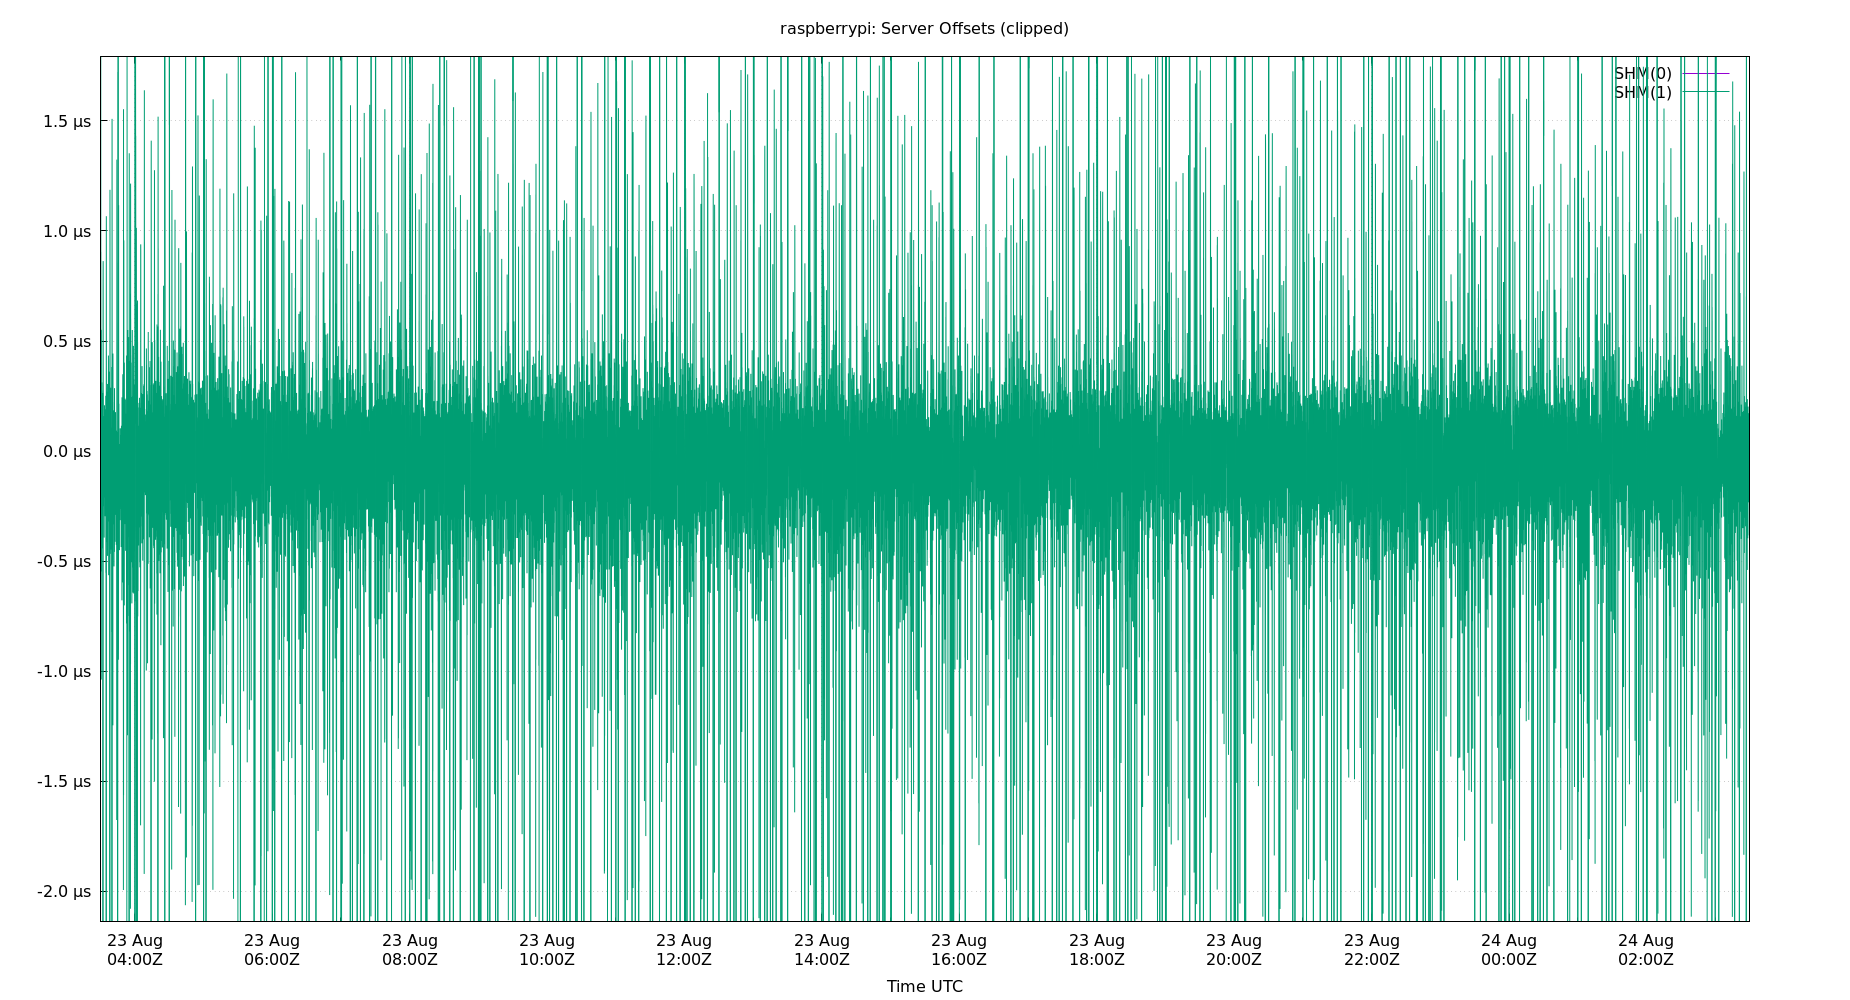 raspberrypi: Server Offsets (clipped)
SHM(0)
SHM(1)
1.5 µs
1.0 µs
0.5 µs
0.0 µs
-0.5 µs
-1.0 µs
-1.5 µs
-2.0 µs
23 Aug 23 Aug 23 Aug 23 Aug 23 Aug 23 Aug 23 Aug 23 Aug 23 Aug 23 Aug 24 Aug 24 Aug
04:00Z 06:00Z 08:00Z 10:00Z 12:00Z 14:00Z 16:00Z 18:00Z 20:00Z 22:00Z 00:00Z 02:00Z
Time UTC